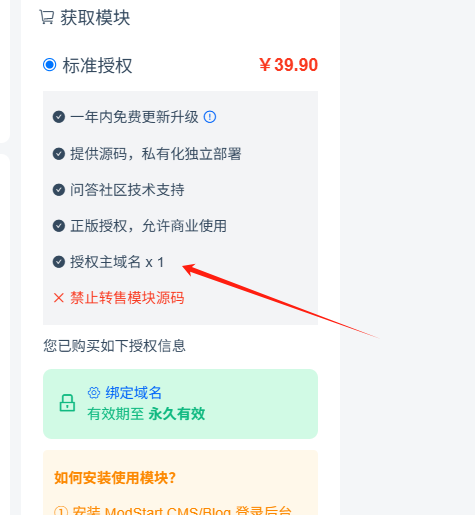 获取模块
标准授权 ￥39.90
一年内免费更新升级
提供源码，私有化独立部署
问答社区技术支持
正版授权，允许商业使用
授权主域名 x 1
禁止转售模块源码
您已购买如下授权信息
绑定域名
有效期至 永久有效
如何安装使用模块?
① 安装 ModStart CMS/Blog 登录后台